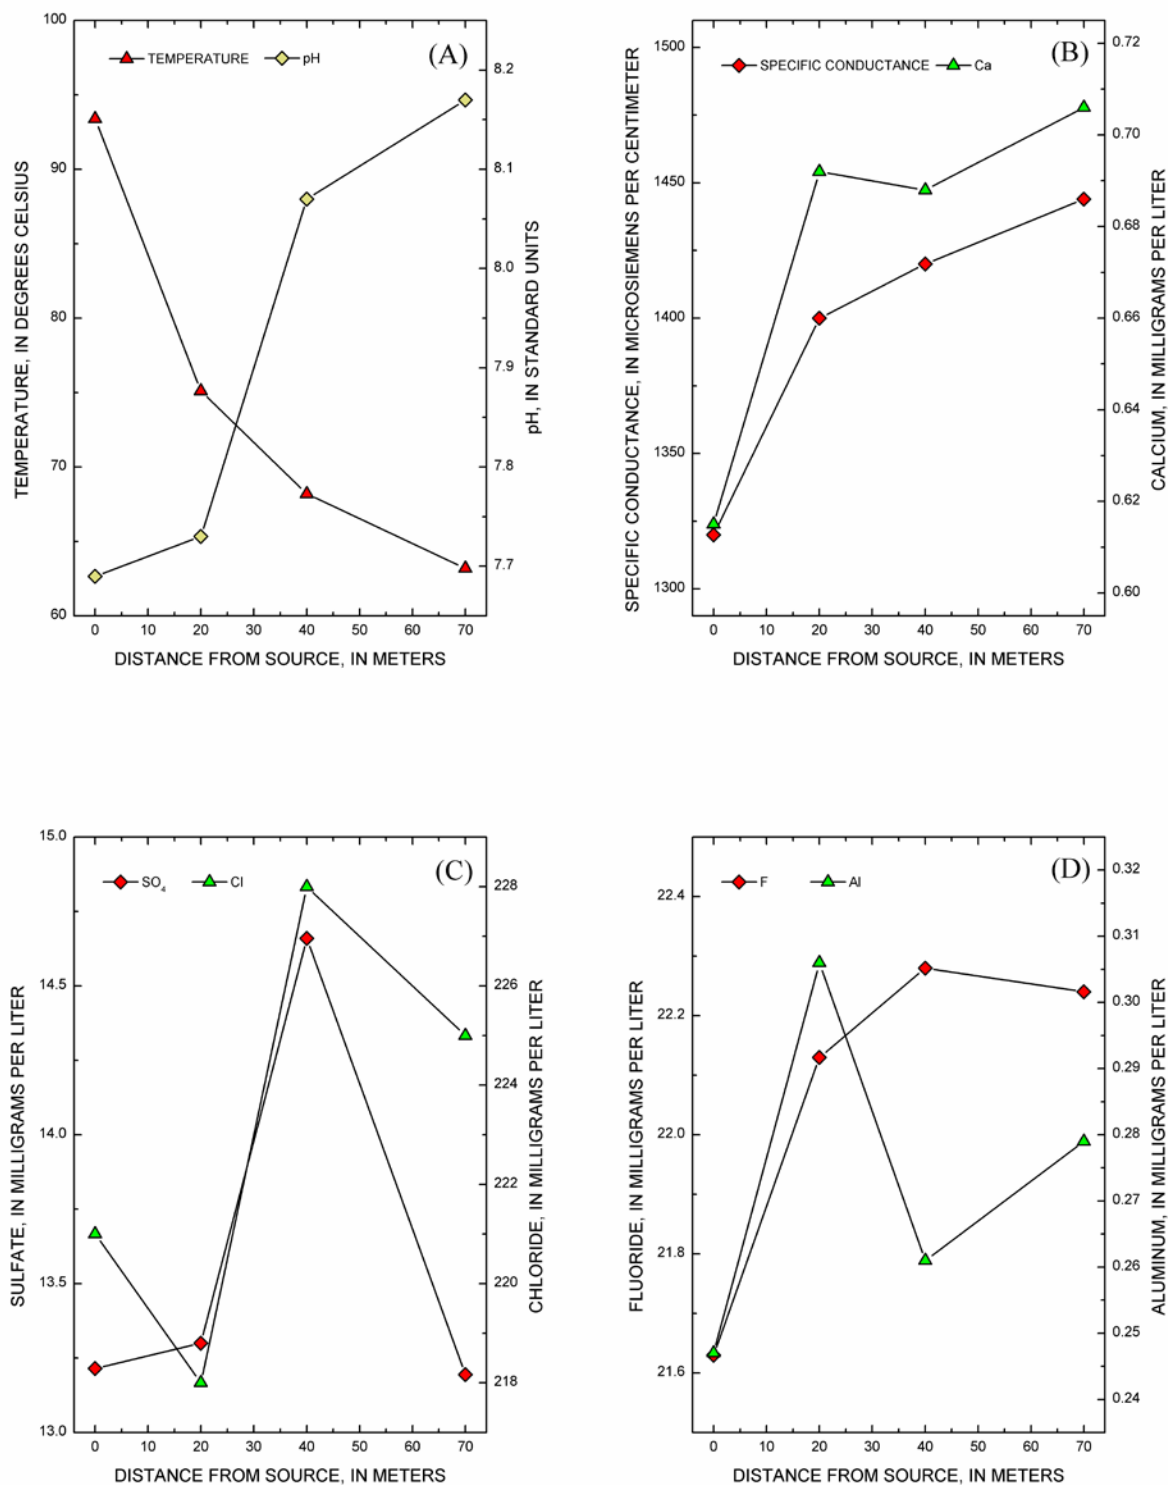 (A)
TEMPERATURE pH
TEMPERATURE, IN DEGREES CELSIUS
100
90
80
70
60
pH, IN STANDARD UNITS
8.2
8.1
8.0
7.9
7.8
7.7
0 10 20 30 40 50 60 70
DISTANCE FROM SOURCE, IN METERS
(B)
SPECIFIC CONDUCTANCE Ca
SPECIFIC CONDUCTANCE, IN MICROSIEMENS PER CENTIMETER
1500
1450
1400
1350
1300
CALCIUM, IN MILLIGRAMS PER LITER
0.72
0.70
0.68
0.66
0.64
0.62
0.60
0 10 20 30 40 50 60 70
DISTANCE FROM SOURCE, IN METERS
(C)
SO₄ Cl
SULFATE, IN MILLIGRAMS PER LITER
15.0
14.5
14.0
13.5
13.0
CHLORIDE, IN MILLIGRAMS PER LITER
228
226
224
222
220
218
0 10 20 30 40 50 60 70
DISTANCE FROM SOURCE, IN METERS
(D)
F Al
FLUORIDE, IN MILLIGRAMS PER LITER
22.4
22.2
22.0
21.8
21.6
ALUMINUM, IN MILLIGRAMS PER LITER
0.32
0.31
0.30
0.29
0.28
0.27
0.26
0.25
0.24
0 10 20 30 40 50 60 70
DISTANCE FROM SOURCE, IN METERS